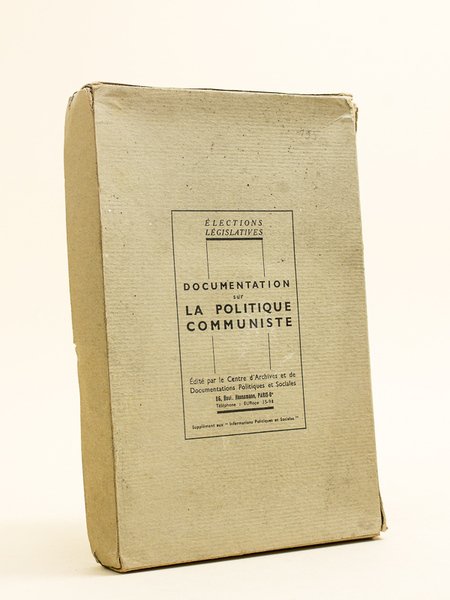 ÉLECTIONS
LÉGISLATIVES
DOCUMENTATION
sur
LA POLITIQUE
COMMUNISTE
Édité par le Centre d'Archives et de
Documentations Politiques et Sociales
86, Boul. Haussmann, PARIS-8e
Téléphone : EURope 25-94
Supplément aux "Informations Politiques et Sociales"